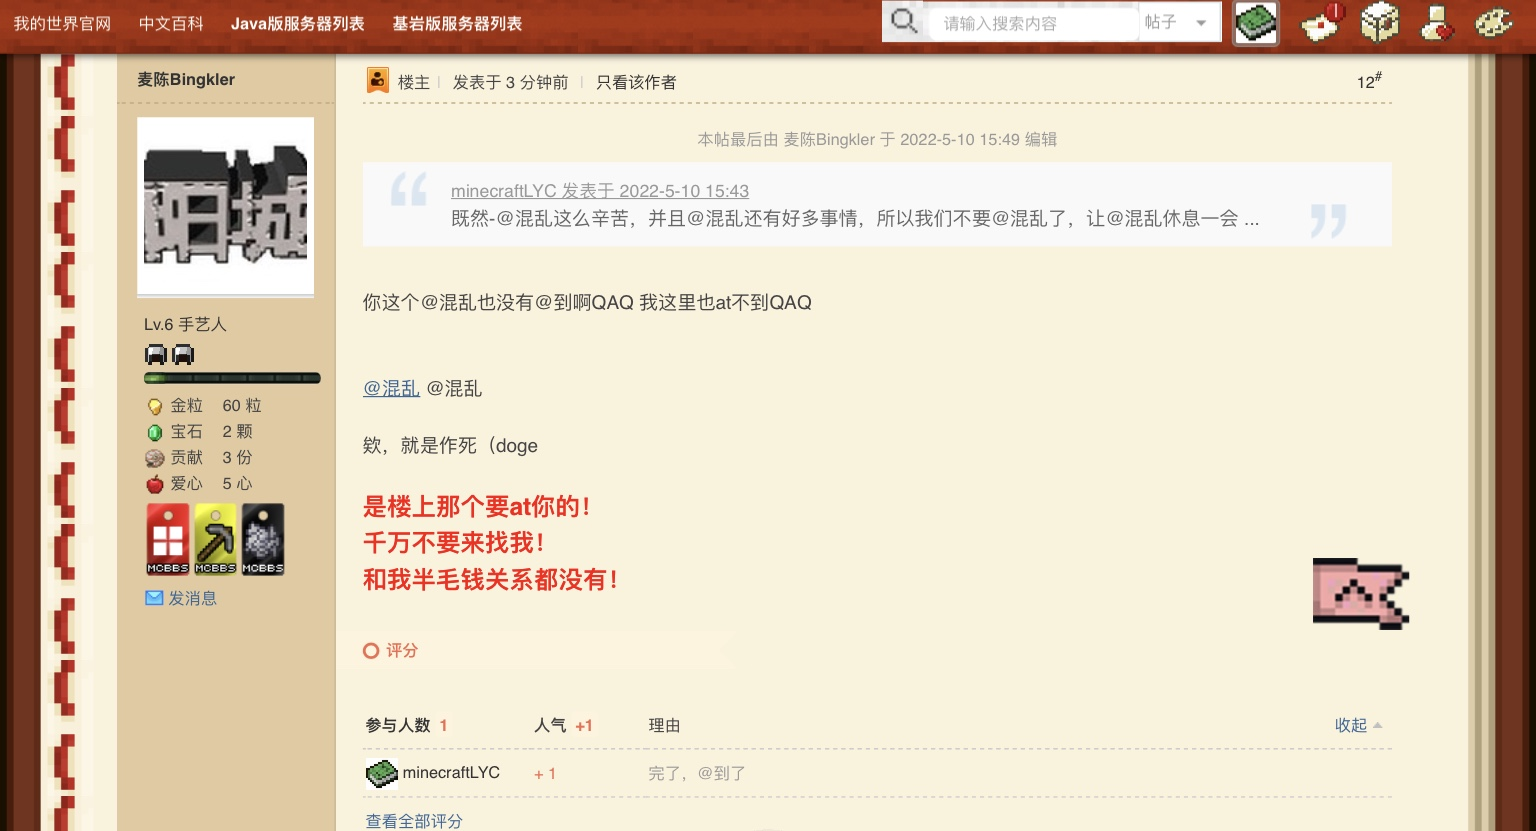 我的世界官网 中文百科 Java版服务器列表 基岩版服务器列表 请输入搜索内容 帖子
麦陈Bingkler
楼主 发表于 3 分钟前 只看该作者 12#
本帖最后由 麦陈Bingkler 于 2022-5-10 15:49 编辑
minecraftLYC 发表于 2022-5-10 15:43
既然-@混乱这么辛苦，并且@混乱还有好多事情，所以我们不要@混乱了，让@混乱休息一会 ...
你这个@混乱也没有@到啊QAQ 我这里也at不到QAQ
@混乱 @混乱
欸，就是作死（doge
是楼上那个要at你的！
千万不要来找我！
和我半毛钱关系都没有！
Lv.6 手艺人
金粒 60 粒
宝石 2 颗
贡献 3 份
爱心 5 心
MCBBS MCBBS MCBBS
发消息
评分
参与人数 1 人气 +1 理由 收起
minecraftLYC + 1 完了，@到了
查看全部评分